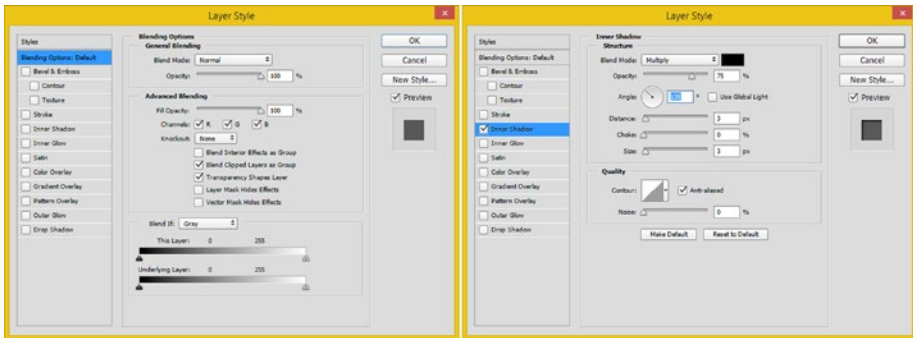 Layer Style
Styles
Blending Options: Default
Bevel & Emboss
Contour
Texture
Stroke
Inner Shadow
Inner Glow
Satin
Color Overlay
Gradient Overlay
Pattern Overlay
Outer Glow
Drop Shadow
Blending Options
General Blending
Blend Mode: Normal
Opacity: 100 %
Advanced Blending
Fill Opacity: 100 %
Channels: R G B
Knockout: None
Blend Interior Effects as Group
Blend Clipped Layers as Group
Transparency Shapes Layer
Layer Mask Hides Effects
Vector Mask Hides Effects
Blend If: Gray
This Layer: 0 255
Underlying Layer: 0 255
OK
Cancel
New Style...
Preview
Layer Style
Styles
Blending Options: Default
Bevel & Emboss
Contour
Texture
Stroke
Inner Shadow
Inner Glow
Satin
Color Overlay
Gradient Overlay
Pattern Overlay
Outer Glow
Drop Shadow
Inner Shadow
Structure
Blend Mode: Multiply
Opacity: 75 %
Angle: ° Use Global Light
Distance: 3 px
Choke: 0 %
Size: 3 px
Quality
Contour: Anti-aliased
Noise: 0 %
Make Default Reset to Default
OK
Cancel
New Style...
Preview